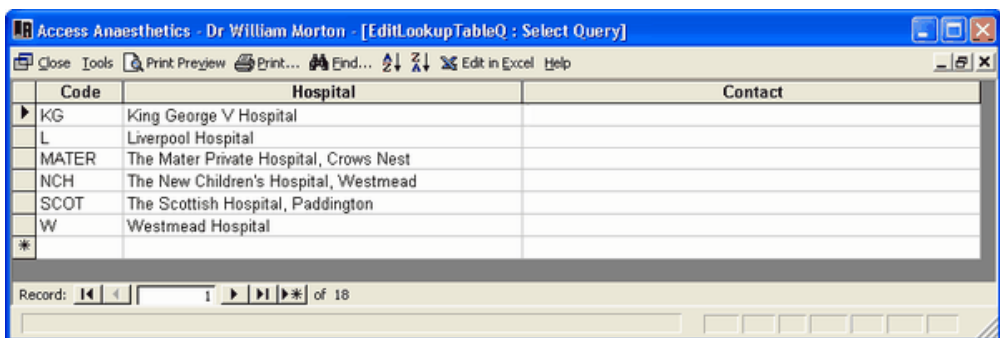 Access Anaesthetics - Dr William Morton - [EditLookupTableQ : Select Query]
Close Tools Print Preview Print... Find... Edit in Excel Help
Code Hospital Contact
KG King George V Hospital
L Liverpool Hospital
MATER The Mater Private Hospital, Crows Nest
NCH The New Children's Hospital, Westmead
SCOT The Scottish Hospital, Paddington
W Westmead Hospital
Record: 1 of 18